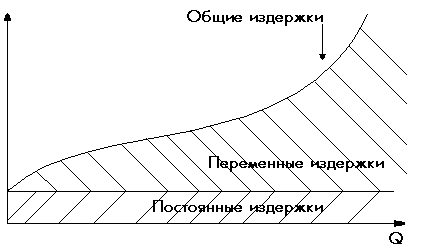 Общие издержки
Переменные издержки
Постоянные издержки
Q